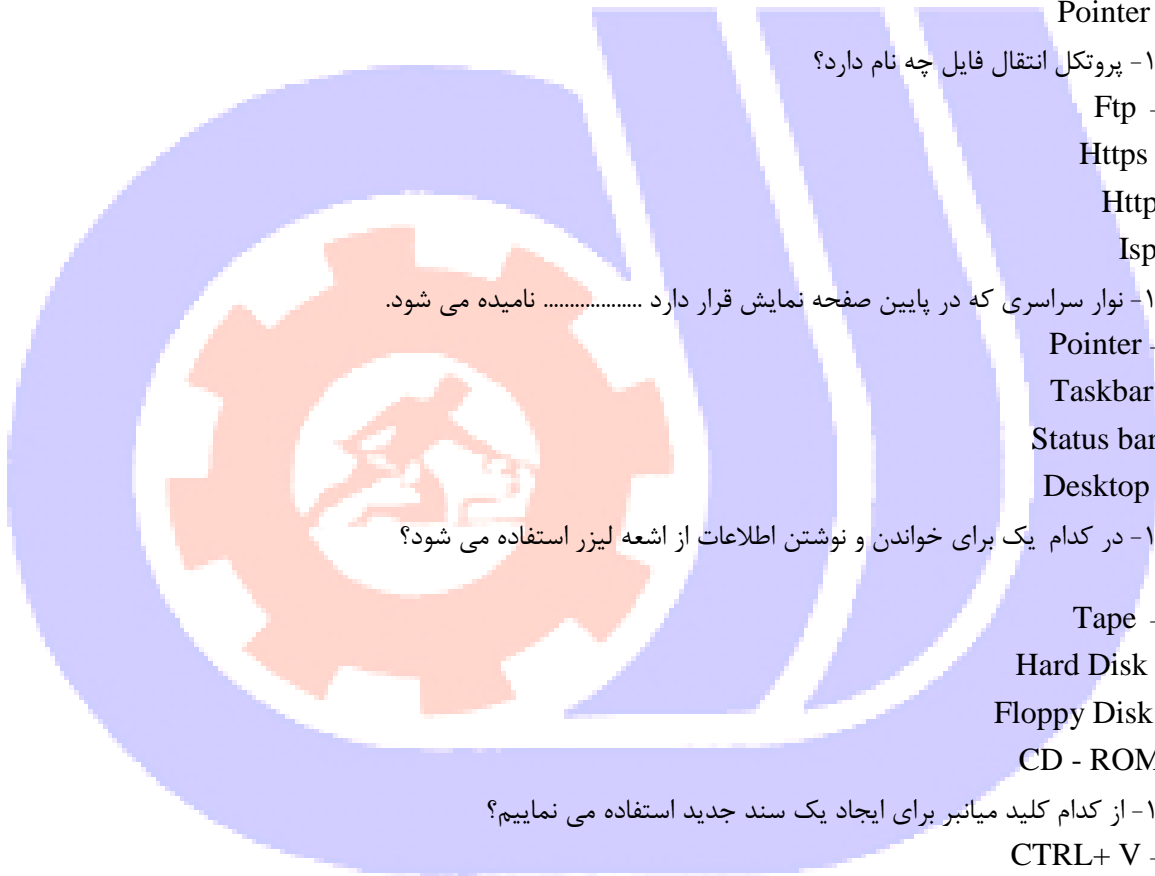 Pointer
۱- پروتکل انتقال فایل چه نام دارد؟
- Ftp
Https
Http
Isp
۱- نوار سراسری که در پایین صفحه نمایش قرار دارد .................. نامیده می شود.
- Pointer
Taskbar
Status bar
Desktop
۱- در کدام یک برای خواندن و نوشتن اطلاعات از اشعه لیزر استفاده می شود؟
- Tape
Hard Disk
Floppy Disk
CD - ROM
۱- از کدام کلید میانبر برای ایجاد یک سند جدید استفاده می نماییم؟
- CTRL+ V